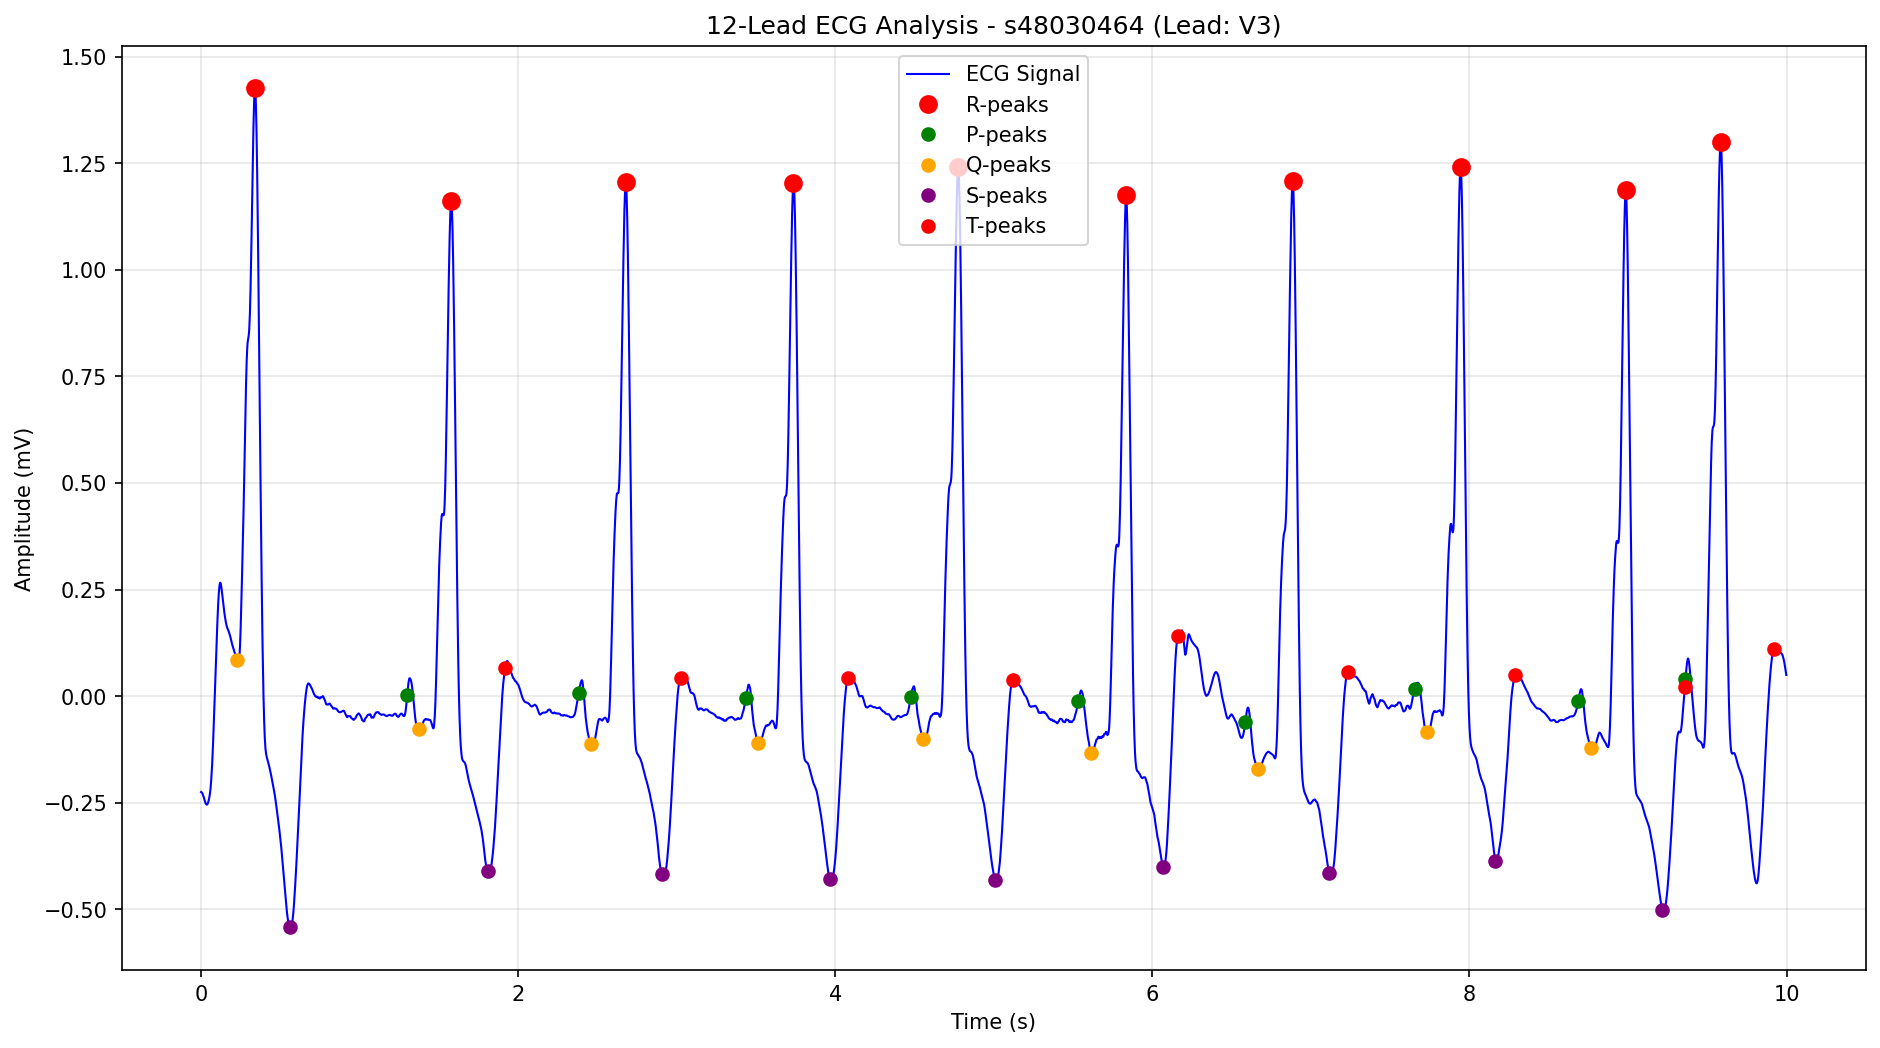 12-Lead ECG Analysis - s48030464 (Lead: V3)
ECG Signal
R-peaks
P-peaks
Q-peaks
S-peaks
T-peaks
Amplitude (mV)
1.50
1.25
1.00
0.75
0.50
0.25
0.00
−0.25
−0.50
0
2
4
6
8
10
Time (s)